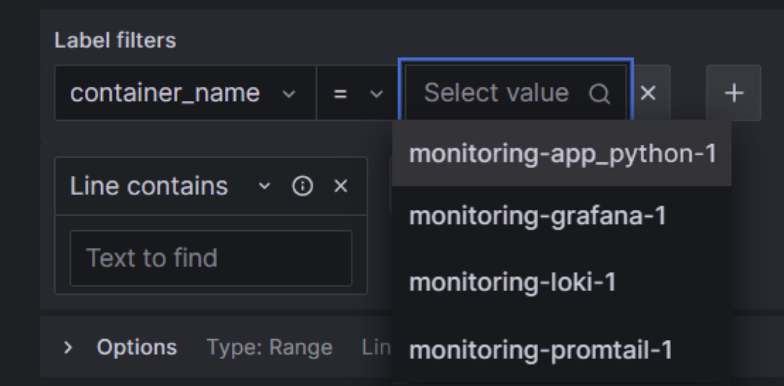 Label filters
container_name = Select value
monitoring-app_python-1
monitoring-grafana-1
monitoring-loki-1
monitoring-promtail-1
Line contains
Text to find
Options Type: Range